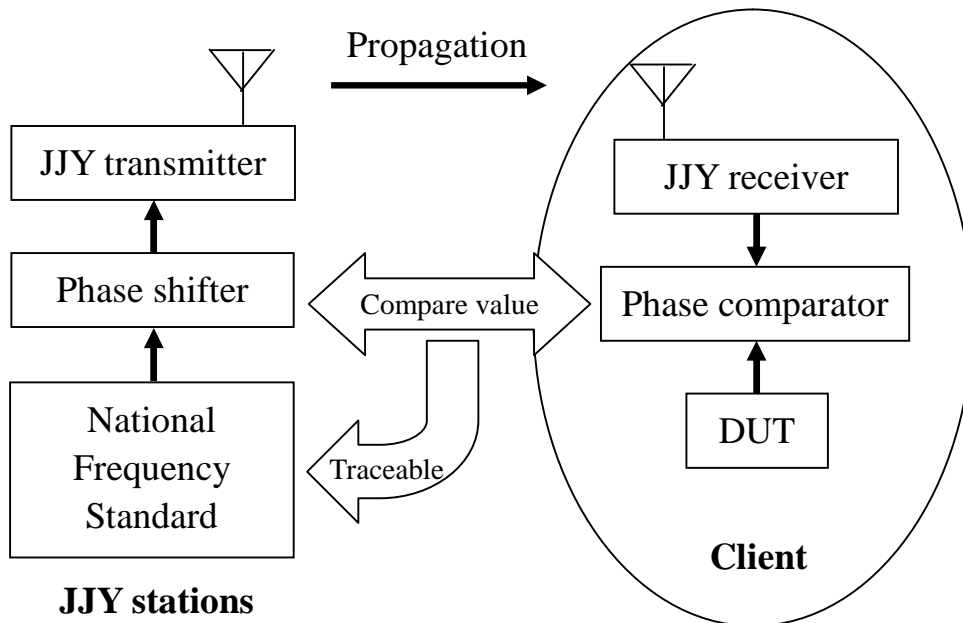 Propagation
JJY transmitter
JJY receiver
Phase shifter
Compare value
Phase comparator
National
Frequency
Standard
Traceable
DUT
Client
JJY stations